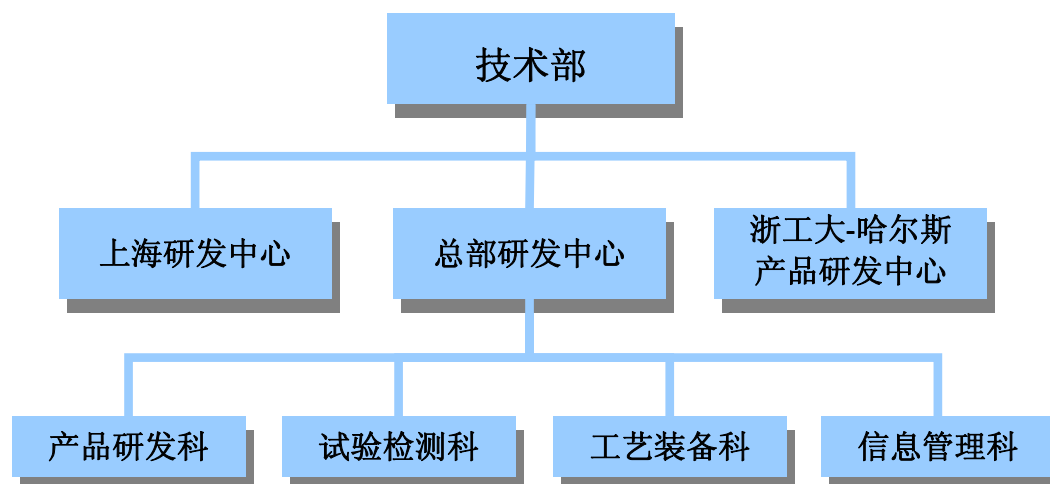 技术部
上海研发中心
总部研发中心
浙工大-哈尔斯
产品研发中心
产品研发科
试验检测科
工艺装备科
信息管理科